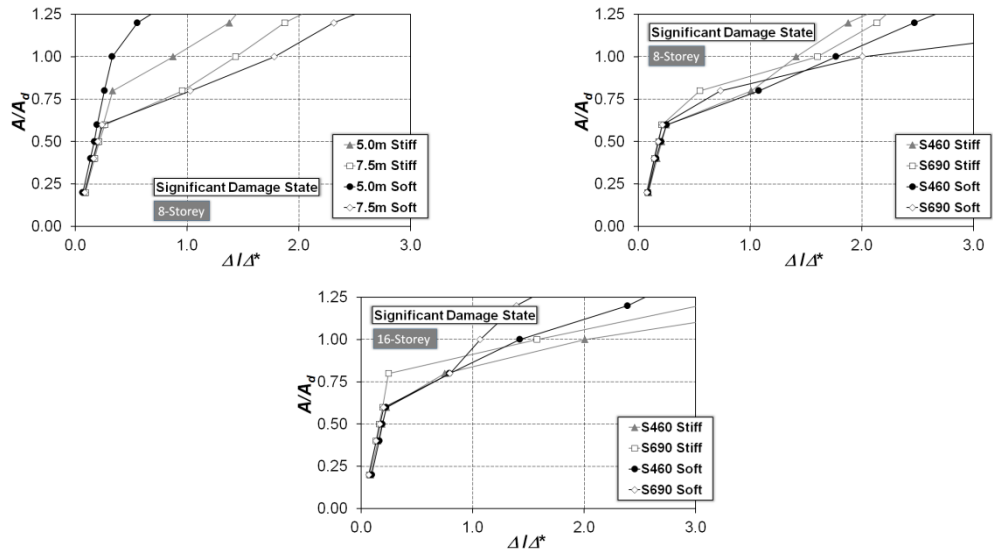 1.25
1.00
0.75
0.50
0.25
0.00
A/A_d
Significant Damage State
8-Storey
5.0m Stiff
7.5m Stiff
5.0m Soft
7.5m Soft
0.0 1.0 2.0 3.0
Δ/Δ*
1.25
1.00
0.75
0.50
0.25
0.00
A/A_d
Significant Damage State
8-Storey
S460 Stiff
S690 Stiff
S460 Soft
S690 Soft
0.0 1.0 2.0 3.0
Δ/Δ*
1.25
1.00
0.75
0.50
0.25
0.00
A/A_d
Significant Damage State
16-Storey
S460 Stiff
S690 Stiff
S460 Soft
S690 Soft
0.0 1.0 2.0 3.0
Δ/Δ*